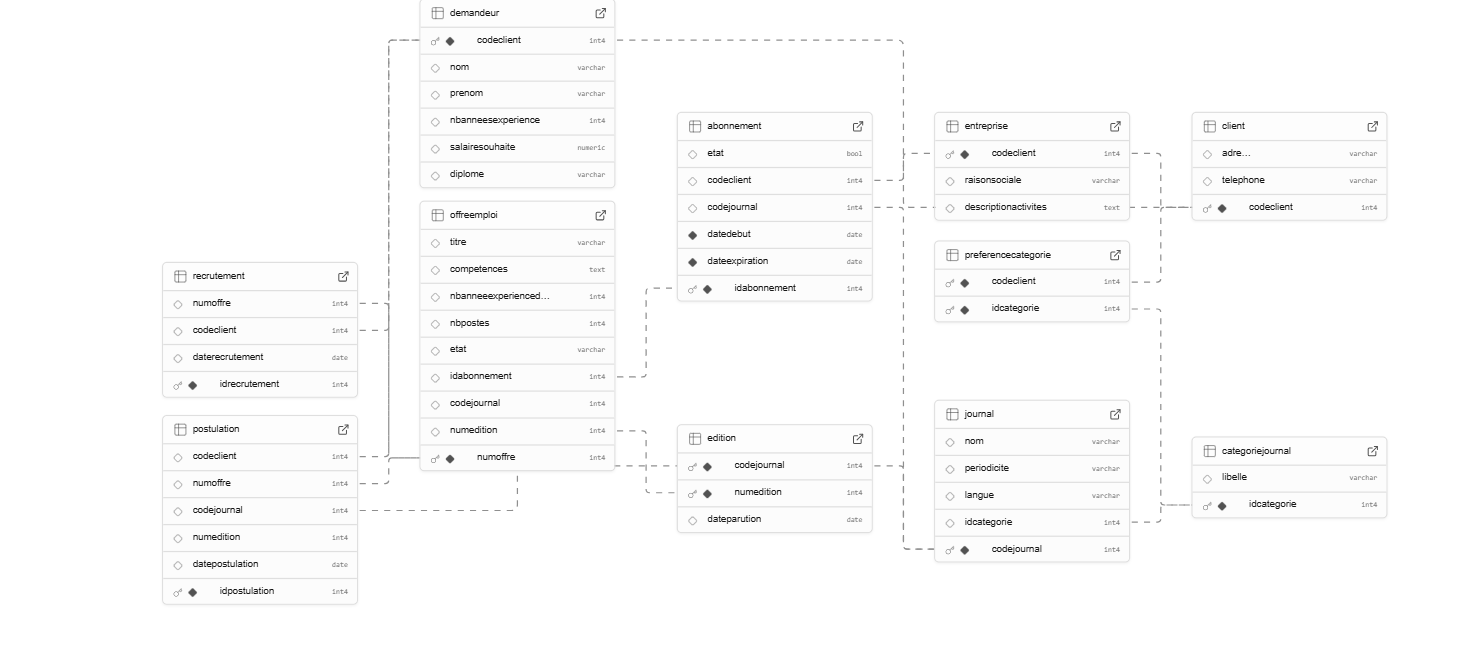 demandeur
codeclient int4
nom varchar
prenom varchar
nbanneesexperience int4
salairesouhaite numeric
diplome varchar
offreemploi
titre varchar
competences text
nbanneeexperienced... int4
nbpostes int4
etat varchar
idabonnement int4
codejournal int4
numedition int4
numoffre int4
recrutement
numoffre int4
codeclient int4
daterecrutement date
idrecrutement int4
postulation
codeclient int4
numoffre int4
codejournal int4
numedition int4
datepostulation date
idpostulation int4
abonnement
etat bool
codeclient int4
codejournal int4
datedebut date
dateexpiration date
idabonnement int4
edition
codejournal int4
numedition int4
dateparution date
entreprise
codeclient int4
raisonsociale varchar
descriptionactivites text
preferencecategorie
codeclient int4
idcategorie int4
journal
nom varchar
periodicite varchar
langue varchar
idcategorie int4
codejournal int4
client
adre... varchar
telephone varchar
codeclient int4
categoriejournal
libelle varchar
idcategorie int4